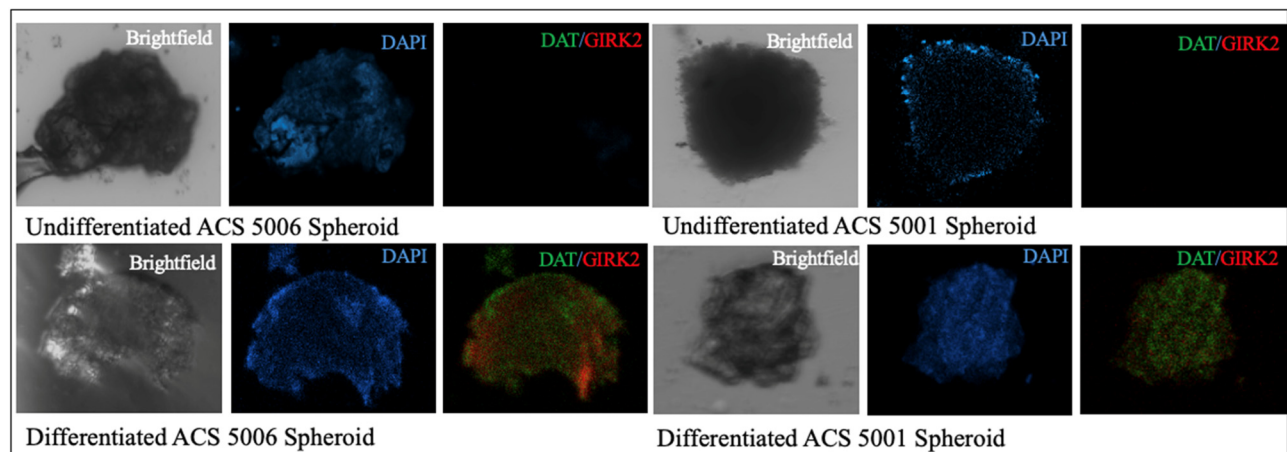 Brightfield
DAPI
DAT/GIRK2
Brightfield
DAPI
DAT/GIRK2
Undifferentiated ACS 5006 Spheroid
Undifferentiated ACS 5001 Spheroid
Brightfield
DAPI
DAT/GIRK2
Brightfield
DAPI
DAT/GIRK2
Differentiated ACS 5006 Spheroid
Differentiated ACS 5001 Spheroid